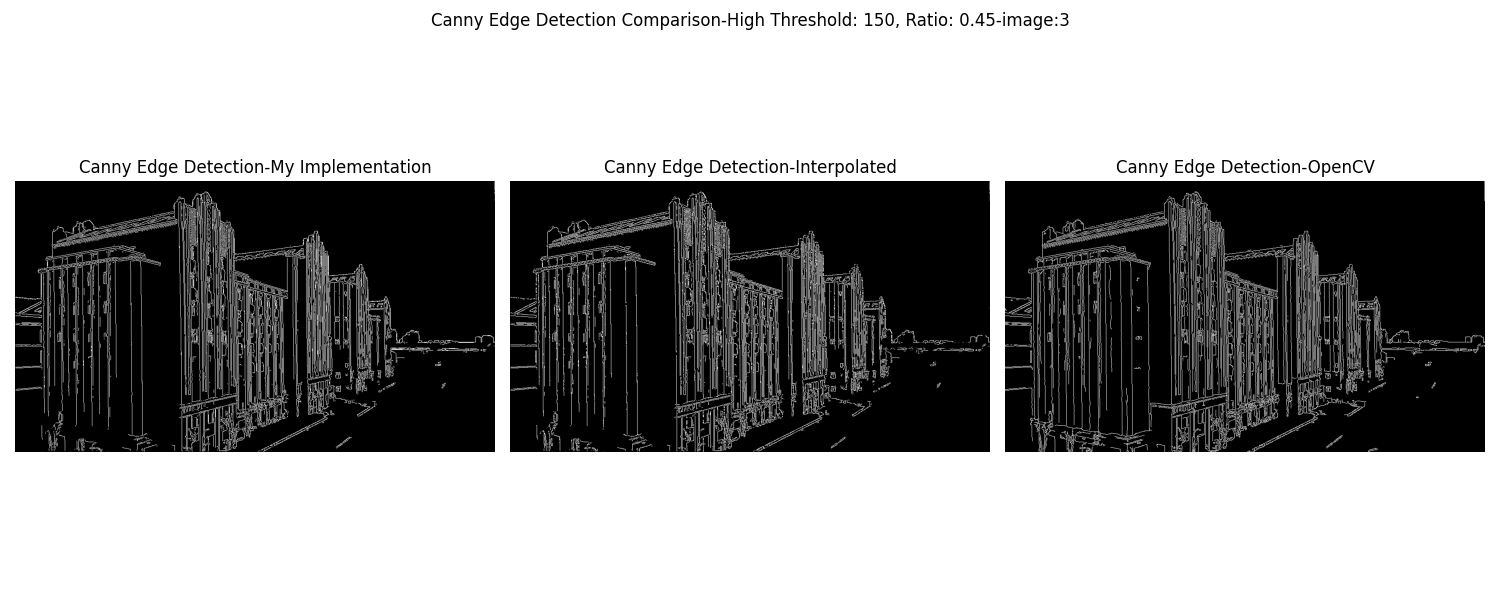 Canny Edge Detection Comparison-High Threshold: 150, Ratio: 0.45-image:3
Canny Edge Detection-My Implementation
Canny Edge Detection-Interpolated
Canny Edge Detection-OpenCV